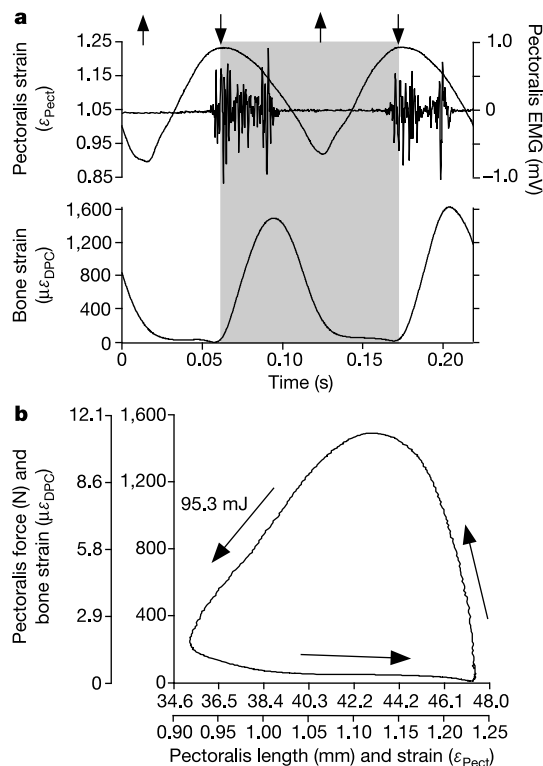 a
Pectoralis strain
(εPect)
1.25
1.15
1.05
0.95
0.85
1.0
0
−1.0
Pectoralis EMG (mV)
Bone strain
(μεDPC)
1,600
1,200
800
400
0
0
0.05
0.10
0.15
0.20
Time (s)
b
Pectoralis force (N) and
bone strain (μεDPC)
12.1
8.6
5.8
2.9
0
1,600
1,200
800
400
0
95.3 mJ
34.6 36.5 38.4 40.3 42.2 44.2 46.1 48.0
0.90 0.95 1.00 1.05 1.10 1.15 1.20 1.25
Pectoralis length (mm) and strain (εPect)